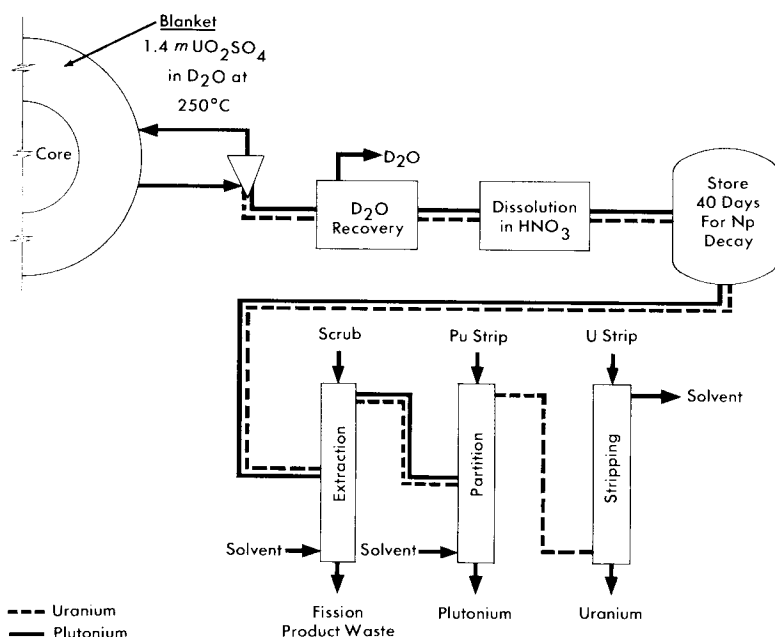 Blanket
1.4 m UO2SO4
in D2O at
250°C
Core
D2O
D2O
Recovery
Dissolution
in HNO3
Store
40 Days
For Np
Decay
Scrub
Pu Strip
U Strip
Solvent
Extraction
Partition
Stripping
Solvent
Solvent
Fission
Product Waste
Plutonium
Uranium
Uranium
Plutonium